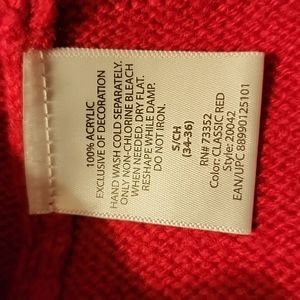 100% ACRYLIC
EXCLUSIVE OF DECORATION
HAND WASH COLD SEPARATELY.
ONLY NON-CHLORINE BLEACH
WHEN NEEDED. DRY FLAT.
RESHAPE WHILE DAMP.
DO NOT IRON.
S/CH
(34-36)
RN# 73352
Color: CLASSIC RED
Style: 20042
EAN/UPC 88990125101